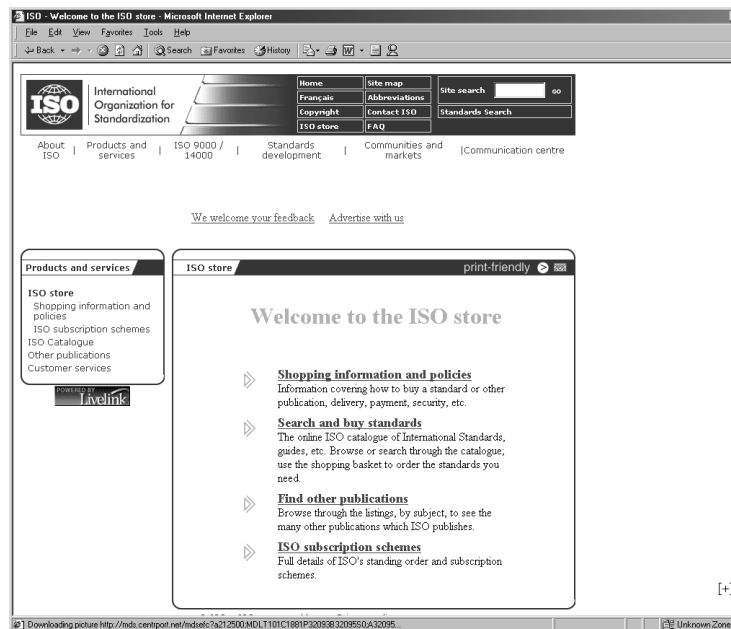 ISO - Welcome to the ISO store - Microsoft Internet Explorer
File Edit View Favorites Tools Help
Back Search Favorites History
ISO
International
Organization for
Standardization
Home Site map
Français Abbreviations
Copyright Contact ISO
ISO store FAQ
Site search GO
Standards Search
About ISO | Products and services | ISO 9000 / 14000 | Standards development | Communities and markets |Communication centre
We welcome your feedback Advertise with us
Products and services
ISO store
Shopping information and
policies
ISO subscription schemes
ISO Catalogue
Other publications
Customer services
POWERED BY
Livelink
ISO store
print-friendly
Welcome to the ISO store
Shopping information and policies
Information covering how to buy a standard or other
publication, delivery, payment, security, etc.
Search and buy standards
The online ISO catalogue of International Standards,
guides, etc. Browse or search through the catalogue;
use the shopping basket to order the standards you
need.
Find other publications
Browse through the listings, by subject, to see the
many other publications which ISO publishes.
ISO subscription schemes
Full details of ISO's standing order and subscription
schemes.
[+]
Downloading picture
Unknown Zone